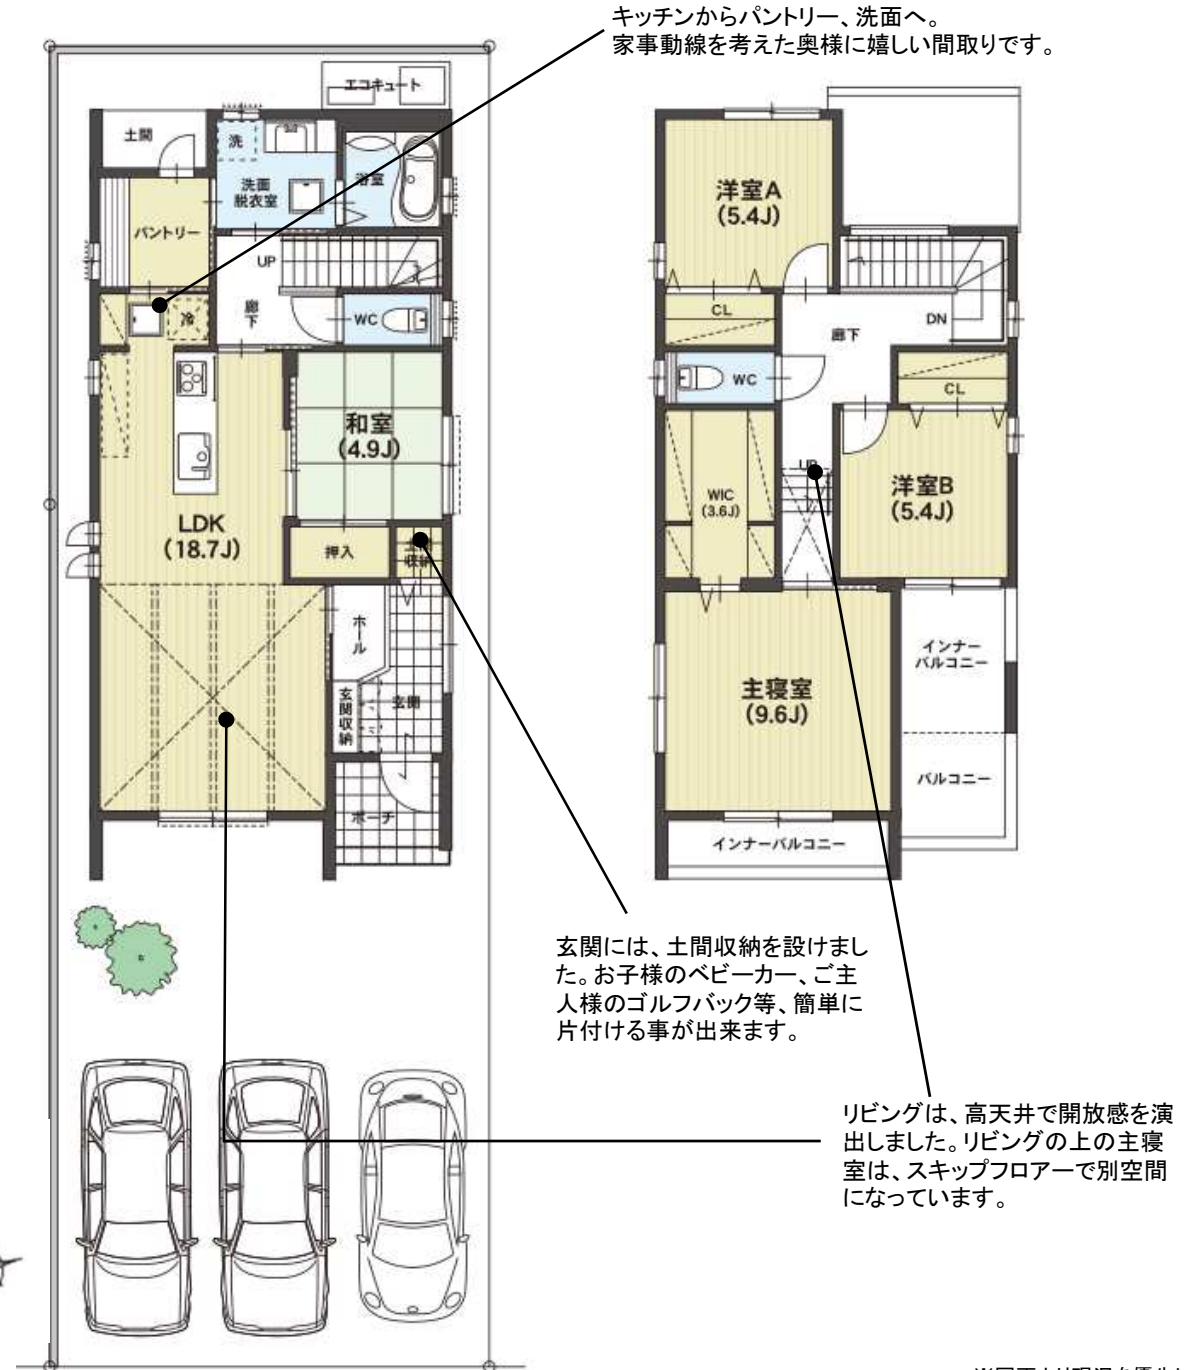 キッチンからパントリー、洗面へ。
家事動線を考えた奥様に嬉しい間取りです。
エコキュート
土間
洗
洗面
脱衣室
浴室
パントリー
UP
廊下
WC
冷
和室
(4.9J)
LDK
(18.7J)
押入
土間
収納
ホール
玄関
玄関収納
ポーチ
洋室A
(5.4J)
CL
DN
廊下
WC
CL
UP
WIC
(3.6J)
洋室B
(5.4J)
インナー
バルコニー
主寝室
(9.6J)
バルコニー
インナーバルコニー
玄関には、土間収納を設けまし
た。お子様のベビーカー、ご主
人様のゴルフバック等、簡単に
片付ける事が出来ます。
リビングは、高天井で開放感を演
出しました。リビングの上の主寝
室は、スキップフロアーで別空間
になっています。